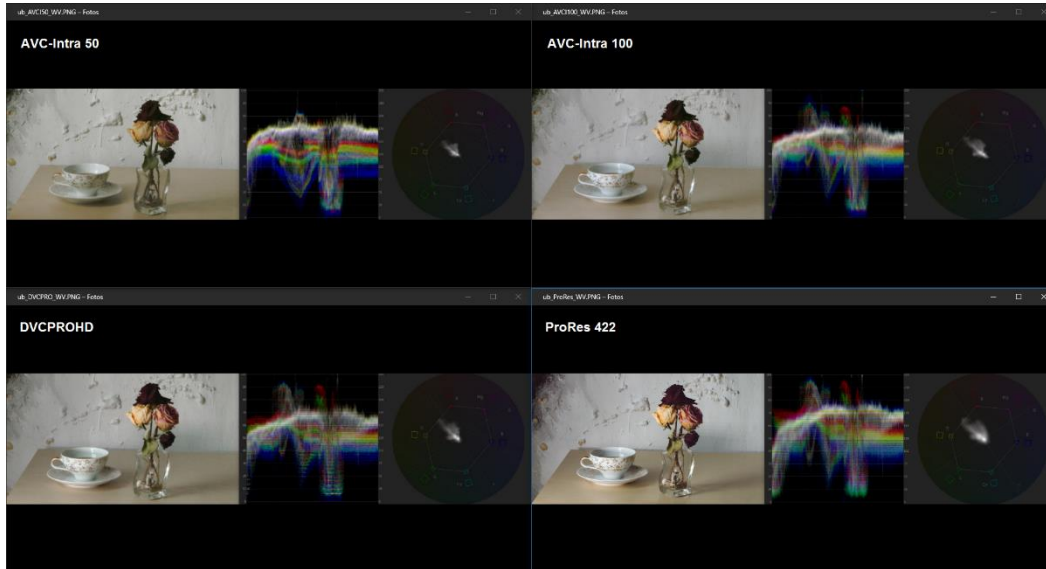 ub_AVCI50_WV.PNG – Fotos
AVC-Intra 50
ub_AVCI100_WV.PNG – Fotos
AVC-Intra 100
ub_DVCPRO_WV.PNG – Fotos
DVCPROHD
ub_ProRes_WV.PNG – Fotos
ProRes 422